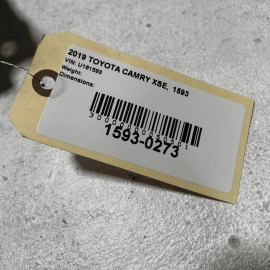 2019 TOYOTA CAMRY XSE, 1593
VIN: U181593
Weight:
Dimensions:
1593-0273